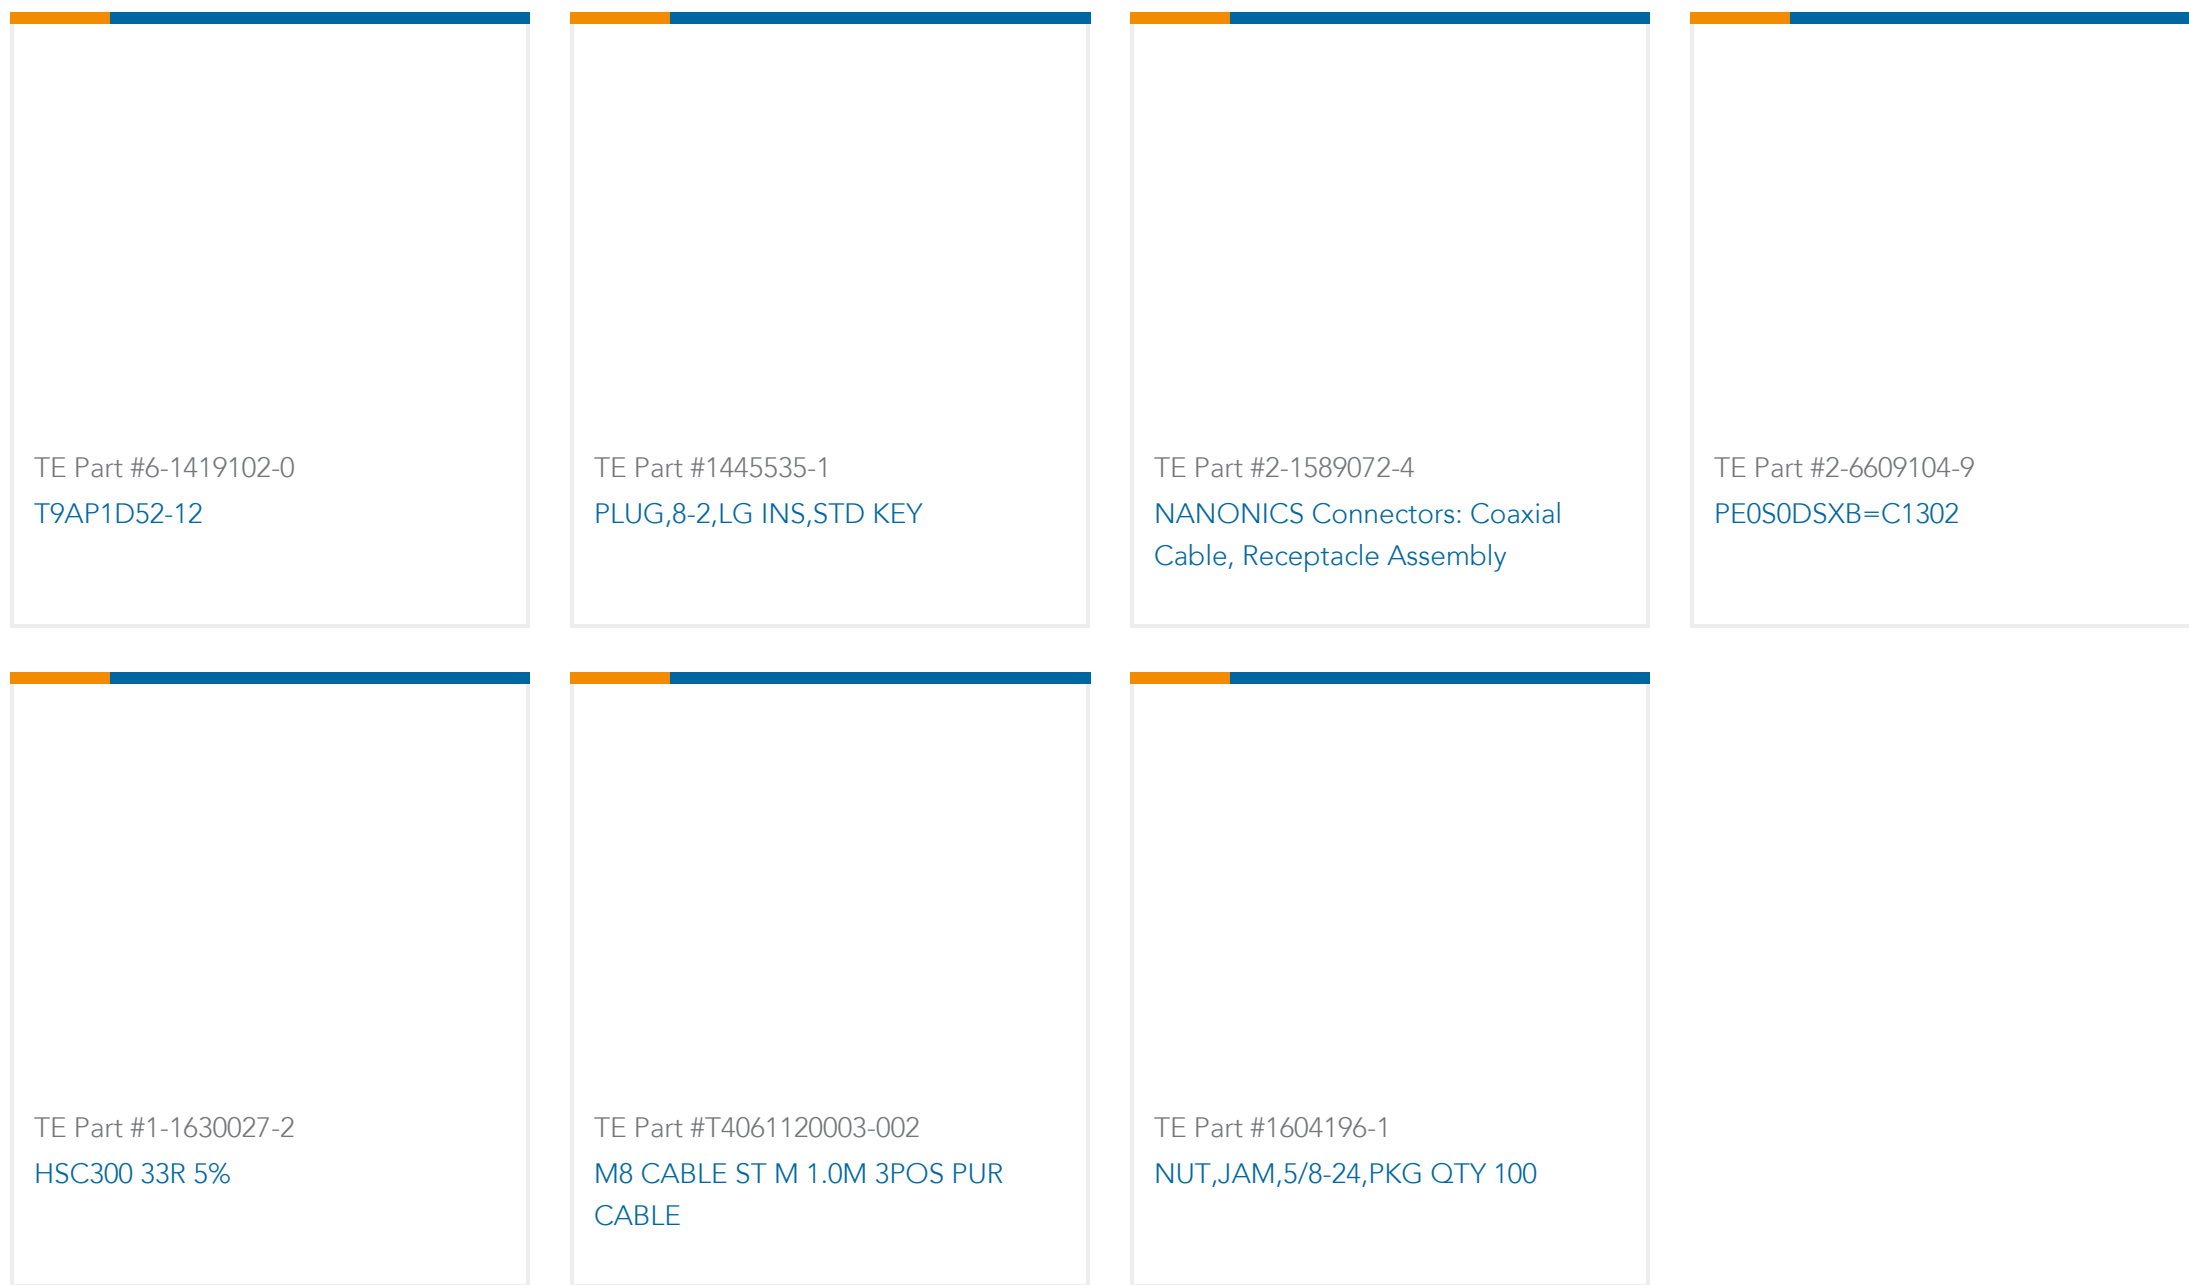 TE Part #6-1419102-0
T9AP1D52-12
TE Part #1445535-1
PLUG,8-2,LG INS,STD KEY
TE Part #2-1589072-4
NANONICS Connectors: Coaxial
Cable, Receptacle Assembly
TE Part #2-6609104-9
PE0S0DSXB=C1302
TE Part #1-1630027-2
HSC300 33R 5%
TE Part #T4061120003-002
M8 CABLE ST M 1.0M 3POS PUR
CABLE
TE Part #1604196-1
NUT,JAM,5/8-24,PKG QTY 100